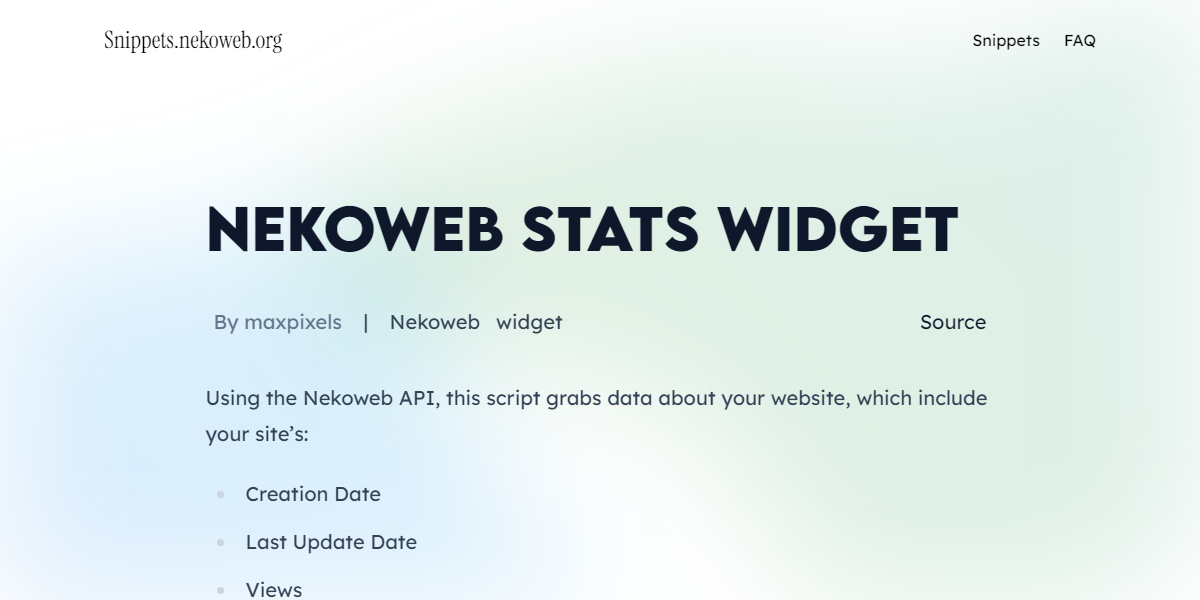 Snippets.nekoweb.org
Snippets FAQ
NEKOWEB STATS WIDGET
By maxpixels | Nekoweb widget
Source
Using the Nekoweb API, this script grabs data about your website, which include
your site’s:
Creation Date
Last Update Date
Views